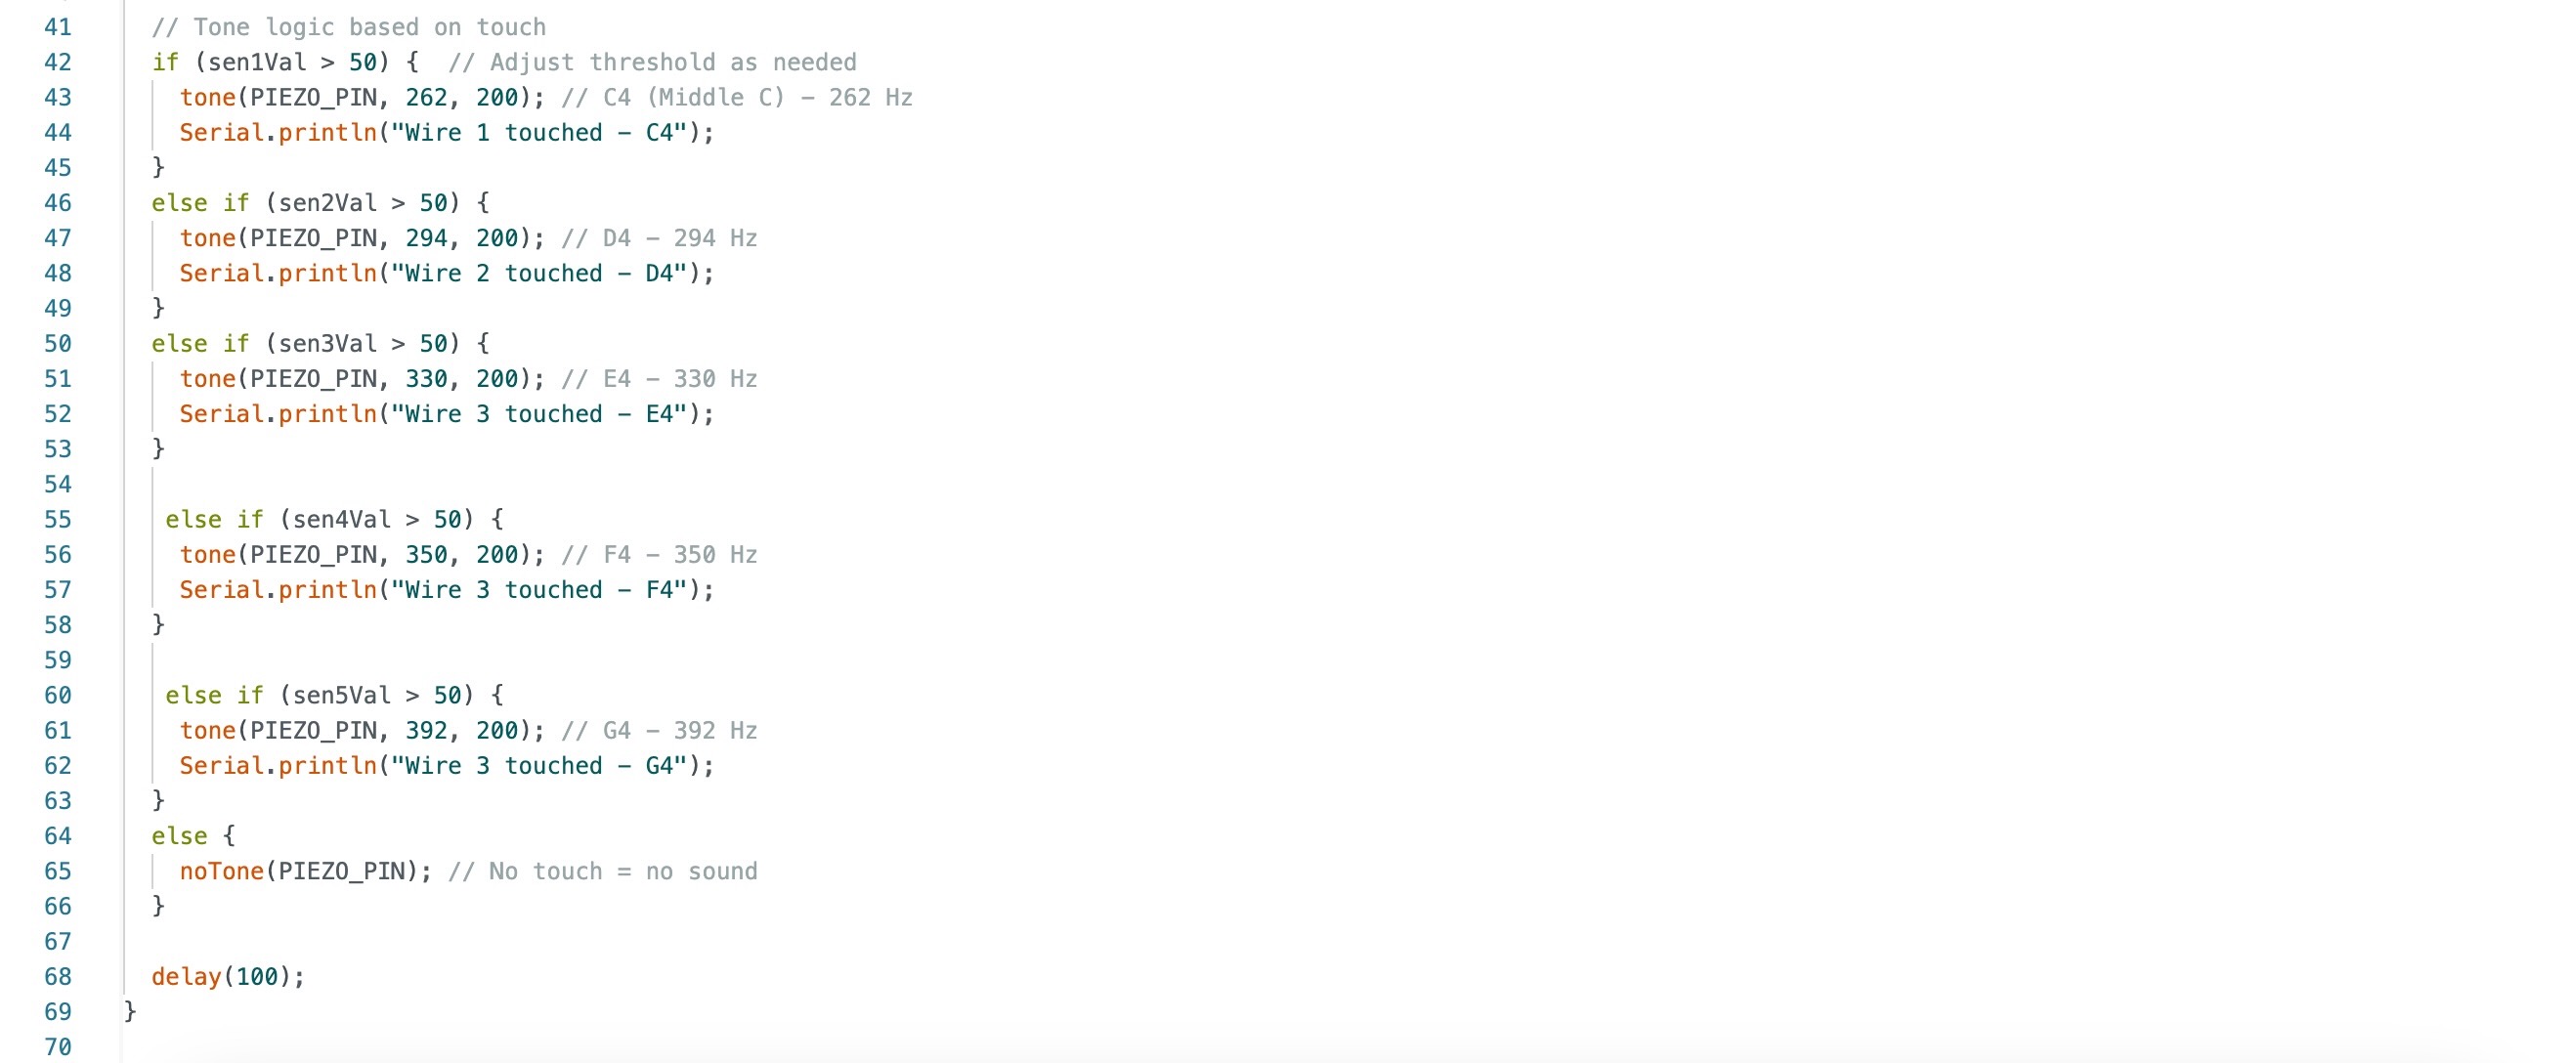 41 // Tone logic based on touch
42 if (sen1Val > 50) {  // Adjust threshold as needed
43 tone(PIEZO_PIN, 262, 200); // C4 (Middle C) – 262 Hz
44 Serial.println("Wire 1 touched – C4");
45 }
46 else if (sen2Val > 50) {
47 tone(PIEZO_PIN, 294, 200); // D4 – 294 Hz
48 Serial.println("Wire 2 touched – D4");
49 }
50 else if (sen3Val > 50) {
51 tone(PIEZO_PIN, 330, 200); // E4 – 330 Hz
52 Serial.println("Wire 3 touched – E4");
53 }
54
55 else if (sen4Val > 50) {
56 tone(PIEZO_PIN, 350, 200); // F4 – 350 Hz
57 Serial.println("Wire 3 touched – F4");
58 }
59
60 else if (sen5Val > 50) {
61 tone(PIEZO_PIN, 392, 200); // G4 – 392 Hz
62 Serial.println("Wire 3 touched – G4");
63 }
64 else {
65 noTone(PIEZO_PIN); // No touch = no sound
66 }
67
68 delay(100);
69 }
70